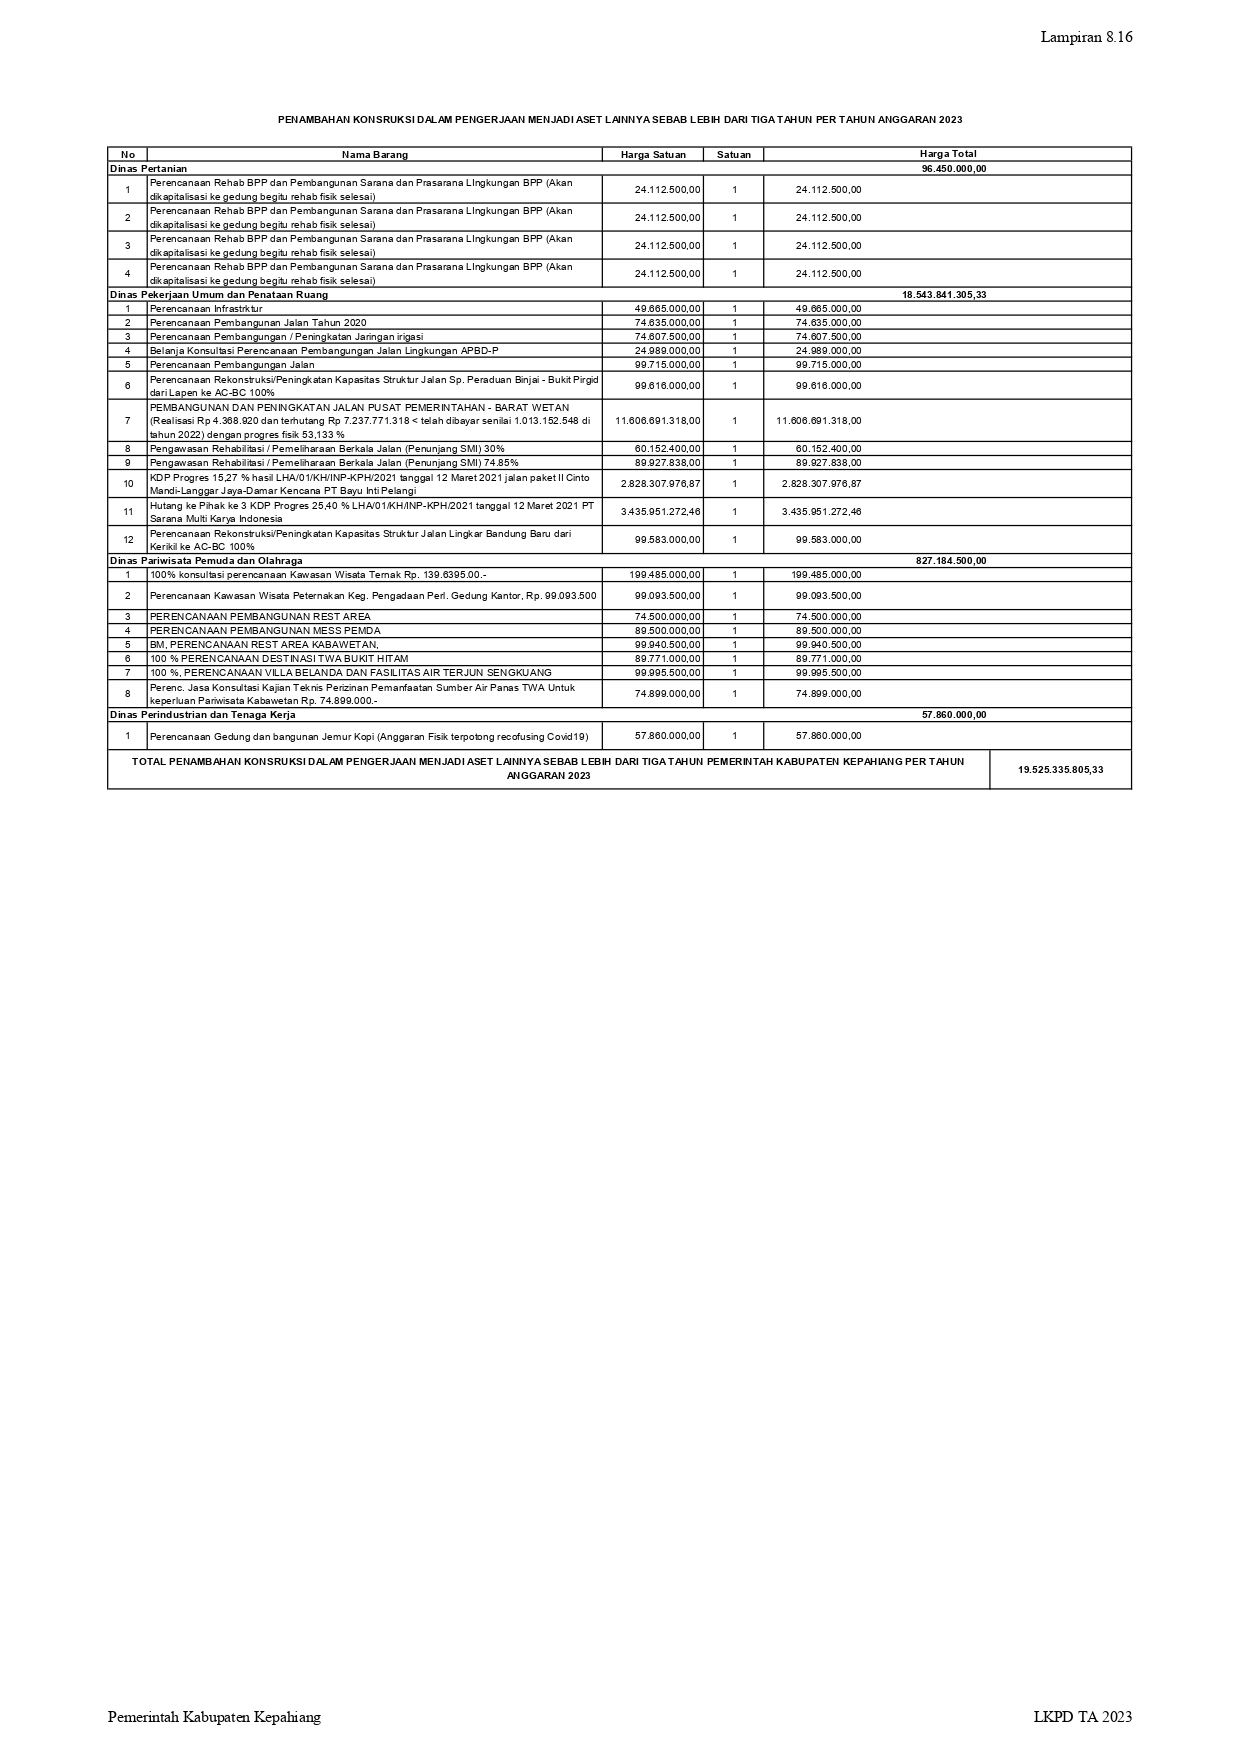 Lampiran 8.16
PENAMBAHAN KONSRUKSI DALAM PENGERJAAN MENJADI ASET LAINNYA SEBAB LEBIH DARI TIGA TAHUN PER TAHUN ANGGARAN 2023
No Nama Barang Harga Satuan Satuan Harga Total
Dinas Pertanian 96.450.000,00
1 Perencanaan Rehab BPP dan Pembangunan Sarana dan Prasarana LIngkungan BPP (Akan
dikapitalisasi ke gedung begitu rehab fisik selesai) 24.112.500,00 1 24.112.500,00
2 Perencanaan Rehab BPP dan Pembangunan Sarana dan Prasarana LIngkungan BPP (Akan
dikapitalisasi ke gedung begitu rehab fisik selesai) 24.112.500,00 1 24.112.500,00
3 Perencanaan Rehab BPP dan Pembangunan Sarana dan Prasarana LIngkungan BPP (Akan
dikapitalisasi ke gedung begitu rehab fisik selesai) 24.112.500,00 1 24.112.500,00
4 Perencanaan Rehab BPP dan Pembangunan Sarana dan Prasarana LIngkungan BPP (Akan
dikapitalisasi ke gedung begitu rehab fisik selesai) 24.112.500,00 1 24.112.500,00
Dinas Pekerjaan Umum dan Penataan Ruang 18.543.841.305,33
1 Perencanaan Infrastrktur 49.665.000,00 1 49.665.000,00
2 Perencanaan Pembangunan Jalan Tahun 2020 74.635.000,00 1 74.635.000,00
3 Perencanaan Pembangungan / Peningkatan Jaringan irigasi 74.607.500,00 1 74.607.500,00
4 Belanja Konsultasi Perencanaan Pembangungan Jalan Lingkungan APBD-P 24.989.000,00 1 24.989.000,00
5 Perencanaan Pembangungan Jalan 99.715.000,00 1 99.715.000,00
6 Perencanaan Rekonstruksi/Peningkatan Kapasitas Struktur Jalan Sp. Peraduan Binjai - Bukit Pirgid
dari Lapen ke AC-BC 100% 99.616.000,00 1 99.616.000,00
7 PEMBANGUNAN DAN PENINGKATAN JALAN PUSAT PEMERINTAHAN - BARAT WETAN
(Realisasi Rp 4.368.920 dan terhutang Rp 7.237.771.318 < telah dibayar senilai 1.013.152.548 di 11.606.691.318,00 1 11.606.691.318,00
tahun 2022) dengan progres fisik 53,133 %
8 Pengawasan Rehabilitasi / Pemeliharaan Berkala Jalan (Penunjang SMI) 30% 60.152.400,00 1 60.152.400,00
9 Pengawasan Rehabilitasi / Pemeliharaan Berkala Jalan (Penunjang SMI) 74.85% 89.927.838,00 1 89.927.838,00
10 KDP Progres 15,27 % hasil LHA/01/KH/INP-KPH/2021 tanggal 12 Maret 2021 jalan paket II Cinto
Mandi-Langgar Jaya-Damar Kencana PT Bayu Inti Pelangi 2.828.307.976,87 1 2.828.307.976,87
11 Hutang ke Pihak ke 3 KDP Progres 25,40 % LHA/01/KH/INP-KPH/2021 tanggal 12 Maret 2021 PT
Sarana Multi Karya Indonesia 3.435.951.272,46 1 3.435.951.272,46
12 Perencanaan Rekonstruksi/Peningkatan Kapasitas Struktur Jalan Lingkar Bandung Baru dari
Kerikil ke AC-BC 100% 99.583.000,00 1 99.583.000,00
Dinas Pariwisata Pemuda dan Olahraga 827.184.500,00
1 100% konsultasi perencanaan Kawasan Wisata Ternak Rp. 139.6395.00.- 199.485.000,00 1 199.485.000,00
2 Perencanaan Kawasan Wisata Peternakan Keg. Pengadaan Perl. Gedung Kantor, Rp. 99.093.500 99.093.500,00 1 99.093.500,00
3 PERENCANAAN PEMBANGUNAN REST AREA 74.500.000,00 1 74.500.000,00
4 PERENCANAAN PEMBANGUNAN MESS PEMDA 89.500.000,00 1 89.500.000,00
5 BM, PERENCANAAN REST AREA KABAWETAN, 99.940.500,00 1 99.940.500,00
6 100 % PERENCANAAN DESTINASI TWA BUKIT HITAM 89.771.000,00 1 89.771.000,00
7 100 %, PERENCANAAN VILLA BELANDA DAN FASILITAS AIR TERJUN SENGKUANG 99.995.500,00 1 99.995.500,00
8 Perenc. Jasa Konsultasi Kajian Teknis Perizinan Pemanfaatan Sumber Air Panas TWA Untuk
keperluan Pariwisata Kabawetan Rp. 74.899.000.- 74.899.000,00 1 74.899.000,00
Dinas Perindustrian dan Tenaga Kerja 57.860.000,00
1 Perencanaan Gedung dan bangunan Jemur Kopi (Anggaran Fisik terpotong recofusing Covid19) 57.860.000,00 1 57.860.000,00
TOTAL PENAMBAHAN KONSRUKSI DALAM PENGERJAAN MENJADI ASET LAINNYA SEBAB LEBIH DARI TIGA TAHUN PEMERINTAH KABUPATEN KEPAHIANG PER TAHUN
ANGGARAN 2023 19.525.335.805,33
Pemerintah Kabupaten Kepahiang LKPD TA 2023